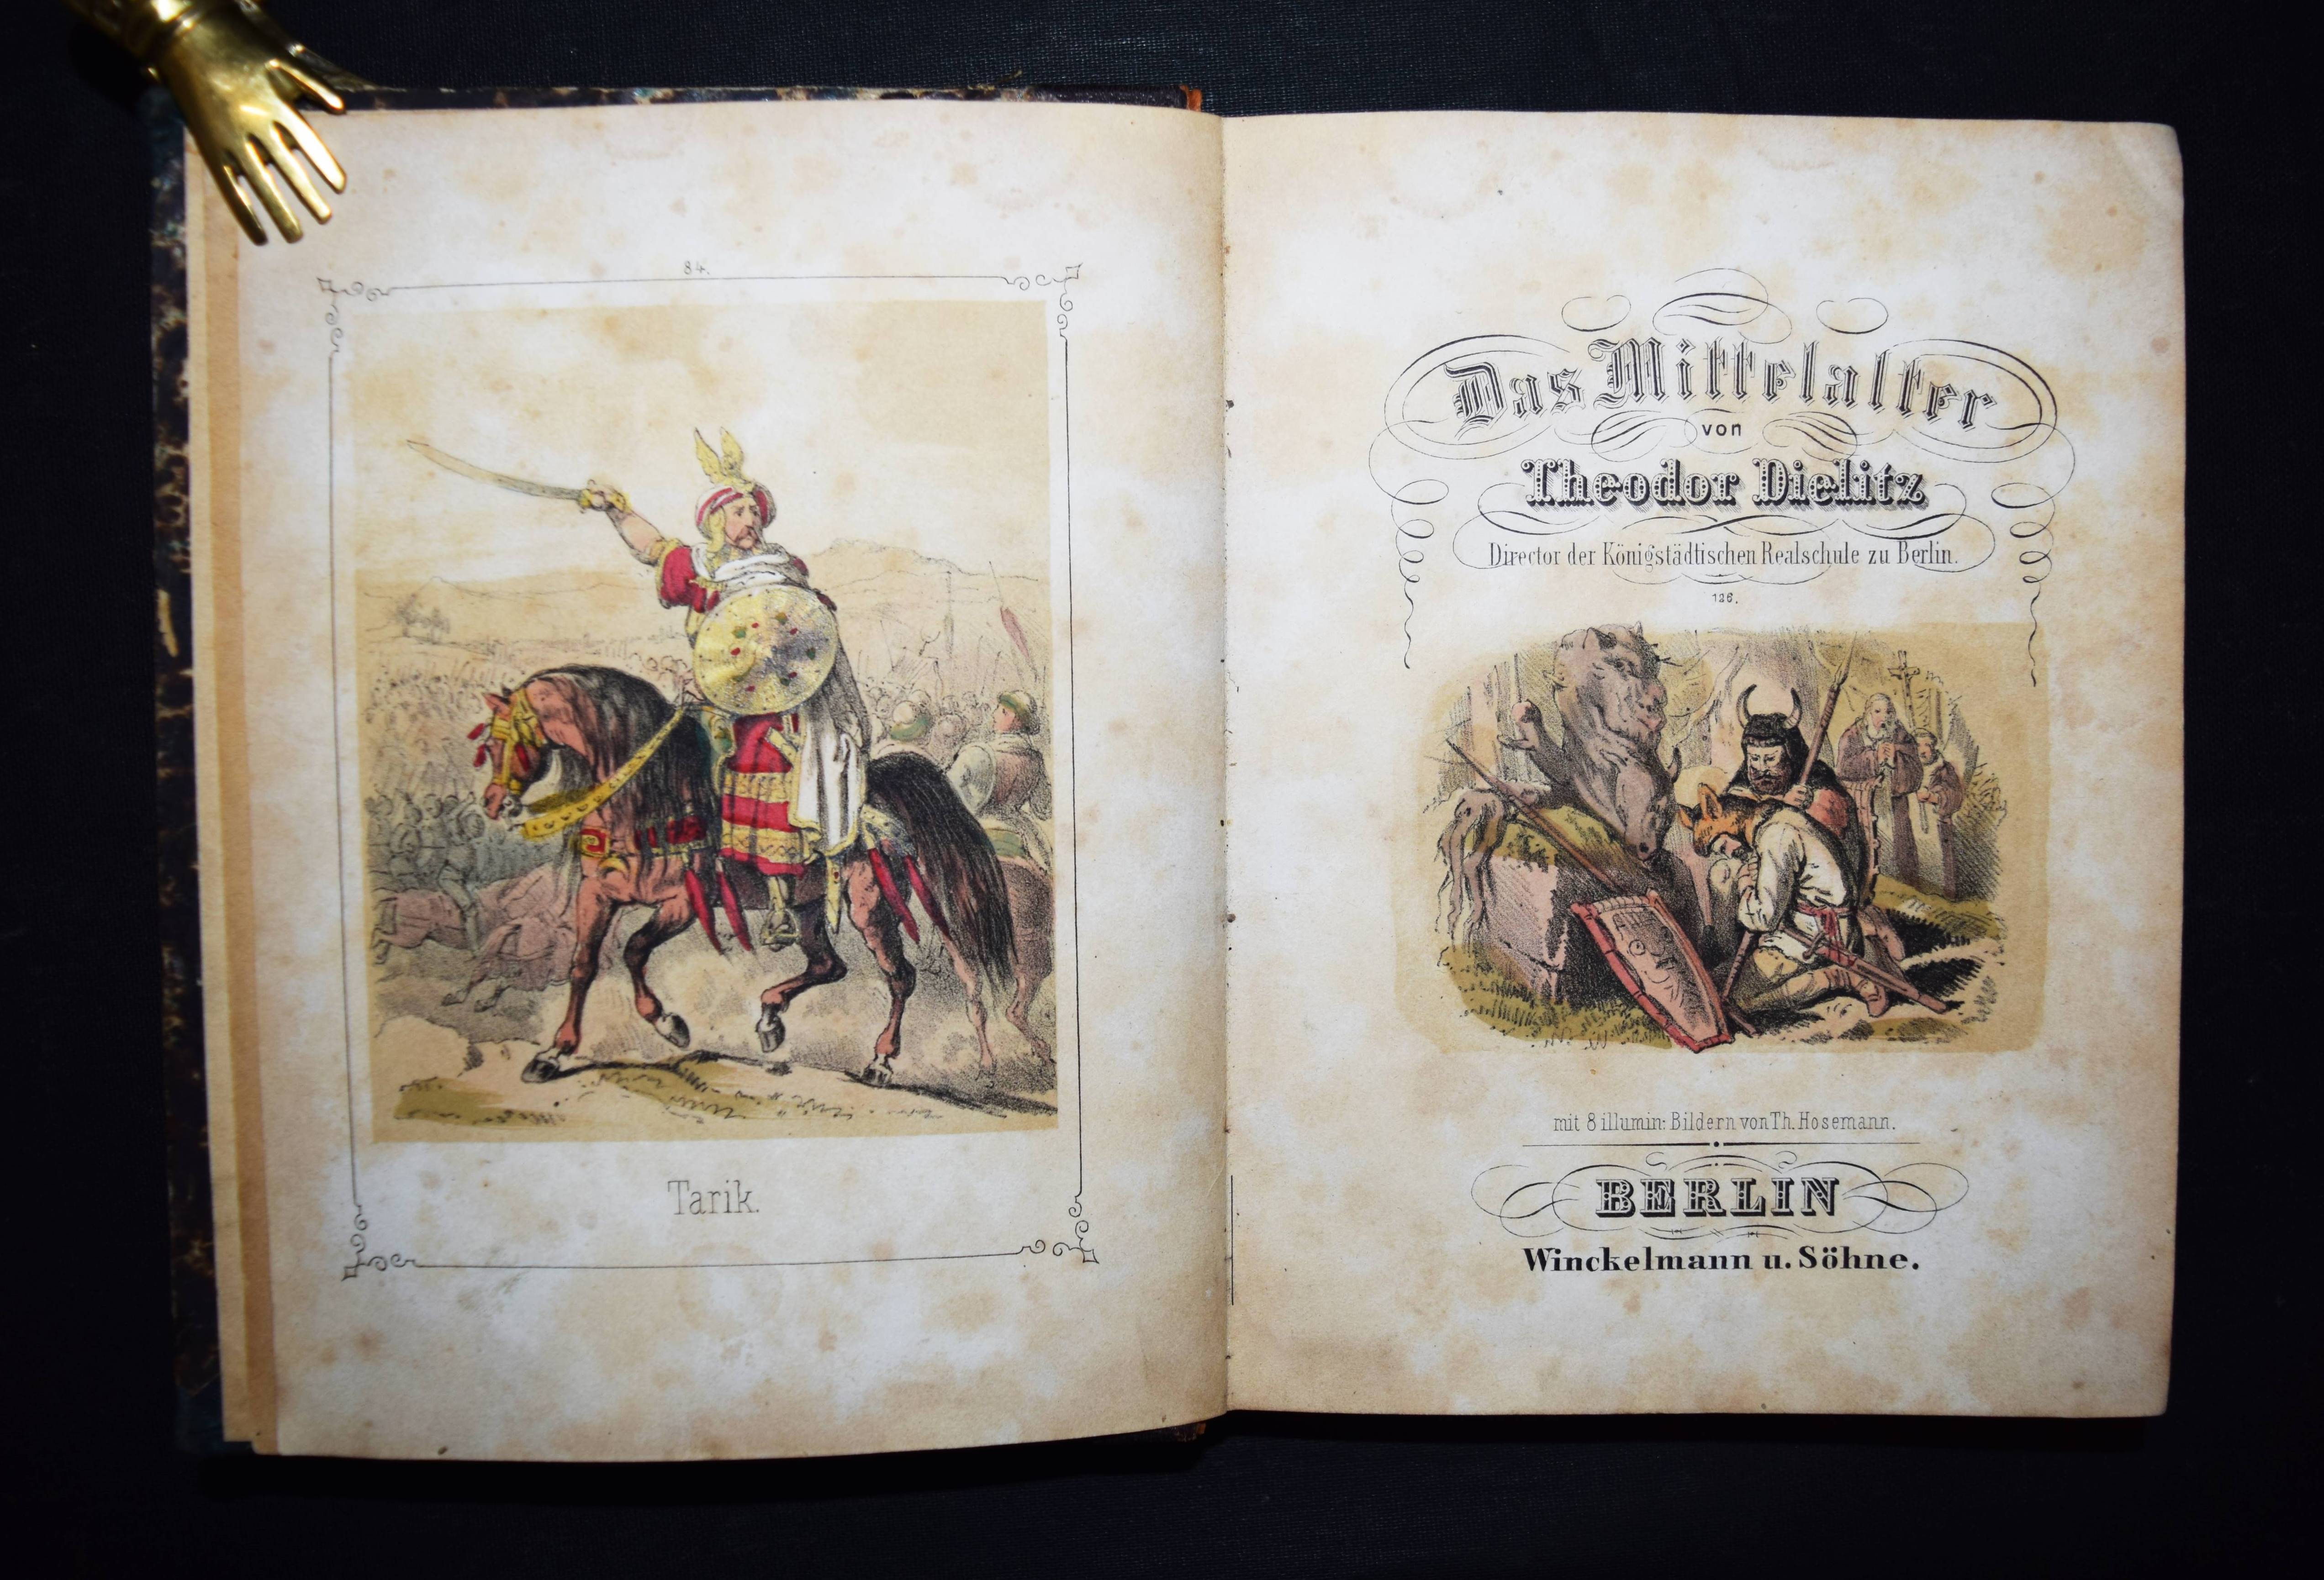 84.
Tarik.
Das Mittelalter
von
Theodor Dielitz
Director der Königstädtischen Realschule zu Berlin.
126.
mit 8 illumin: Bildern von Th. Hosemann.
BERLIN
Winckelmann u. Söhne.